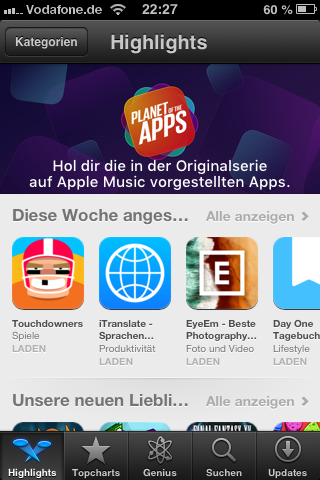 Vodafone.de 22:27 60 %
Kategorien Highlights
PLANET OF THE
APPS
Hol dir die in der Originalserie
auf Apple Music vorgestellten Apps.
Diese Woche anges... Alle anzeigen
Touchdowners
Spiele
LADEN
iTranslate -
Sprachen...
Produktivität
LADEN
E
EyeEm - Beste
Photography...
Foto und Video
LADEN
Day One
Tagebuch
Lifestyle
LADEN
Unsere neuen Liebli... Alle anzeigen
FINAL FANTASY VII
Highlights Topcharts Genius Suchen Updates